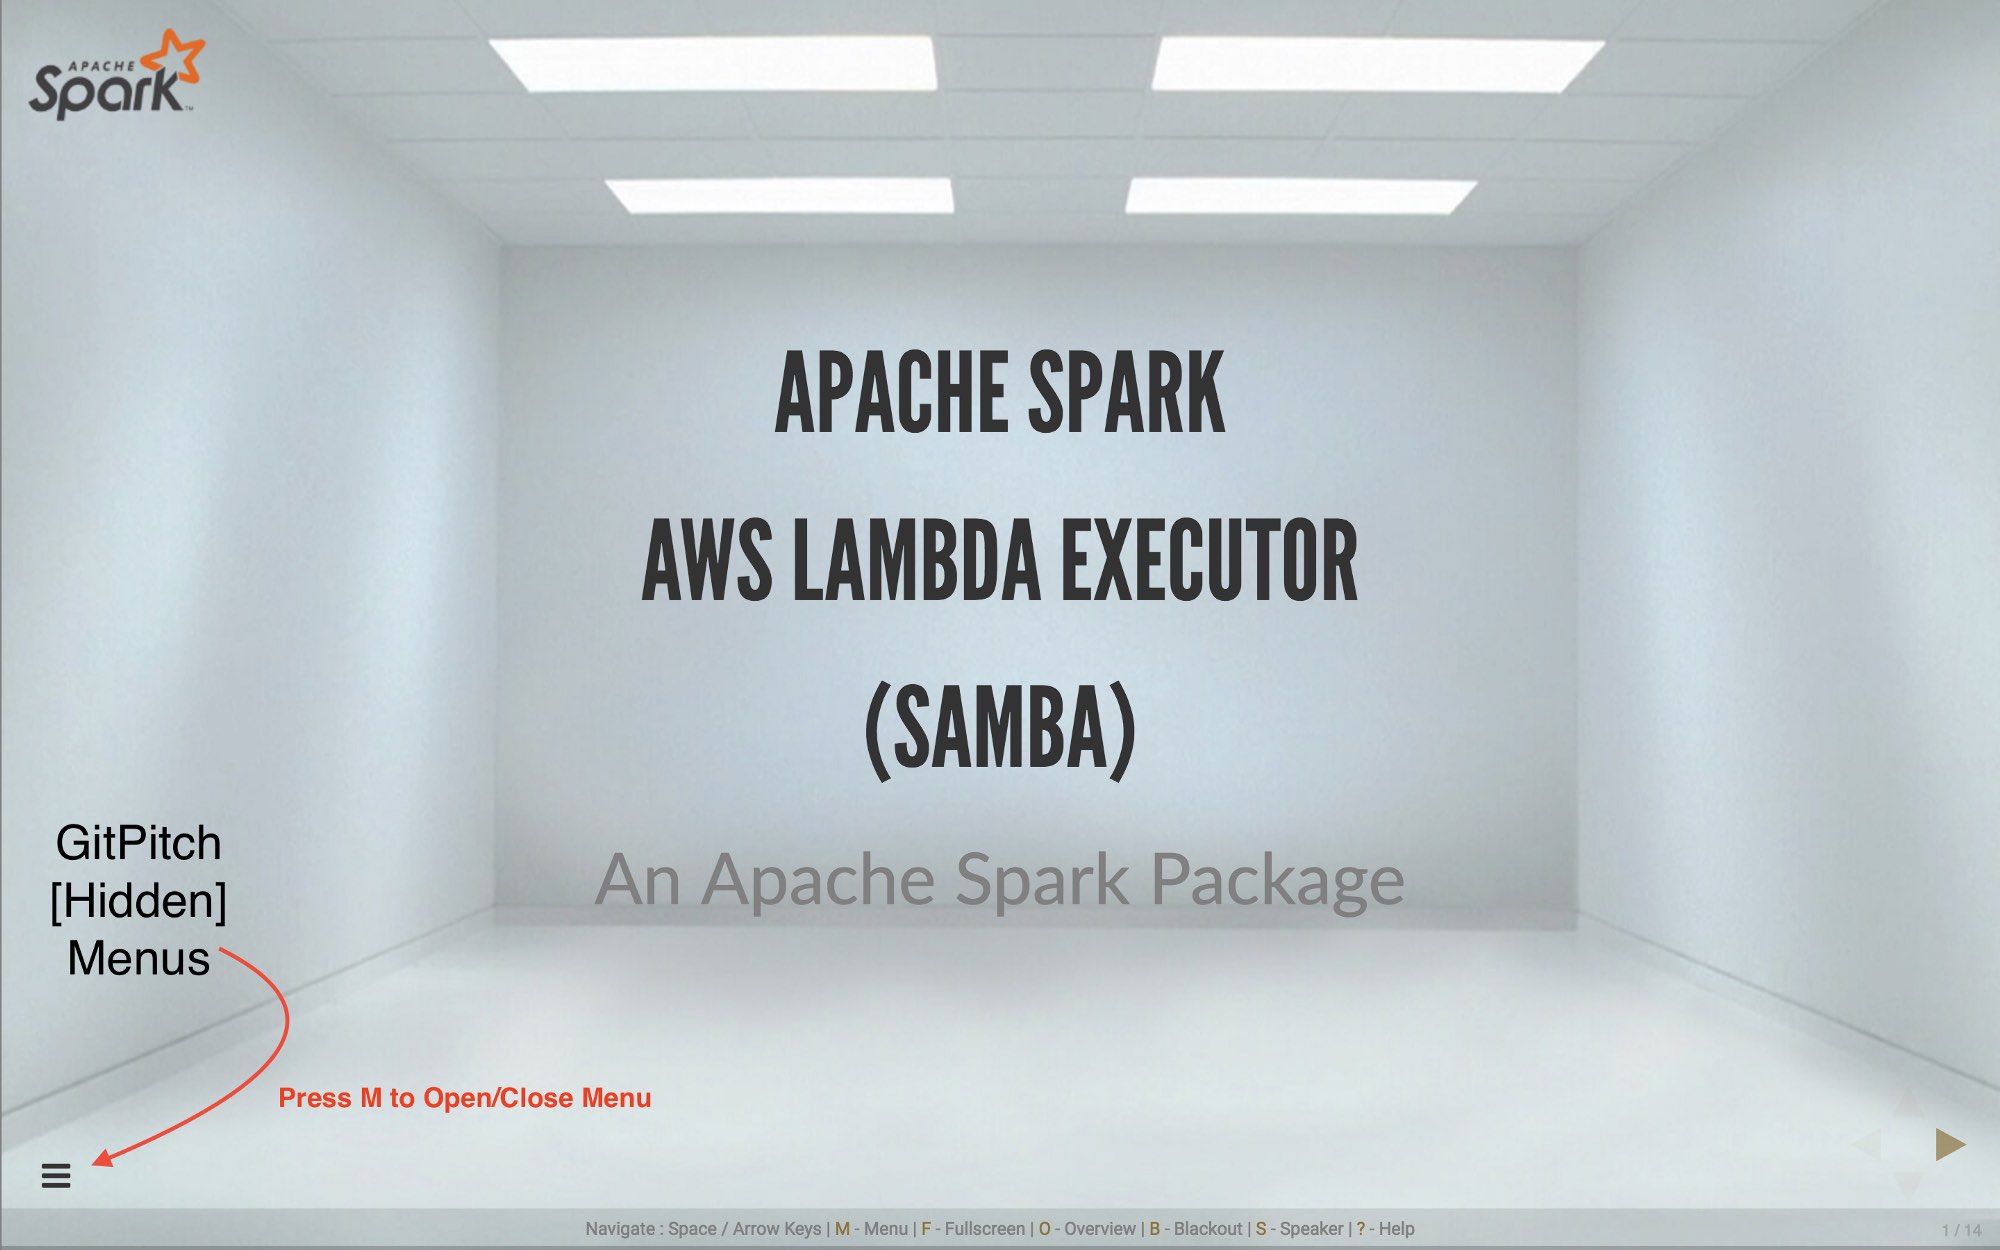 APACHE
Spark™
APACHE SPARK
AWS LAMBDA EXECUTOR
(SAMBA)
An Apache Spark Package
GitPitch
[Hidden]
Menus
Press M to Open/Close Menu
Navigate : Space / Arrow Keys | M - Menu | F - Fullscreen | O - Overview | B - Blackout | S - Speaker | ? - Help
1 / 14